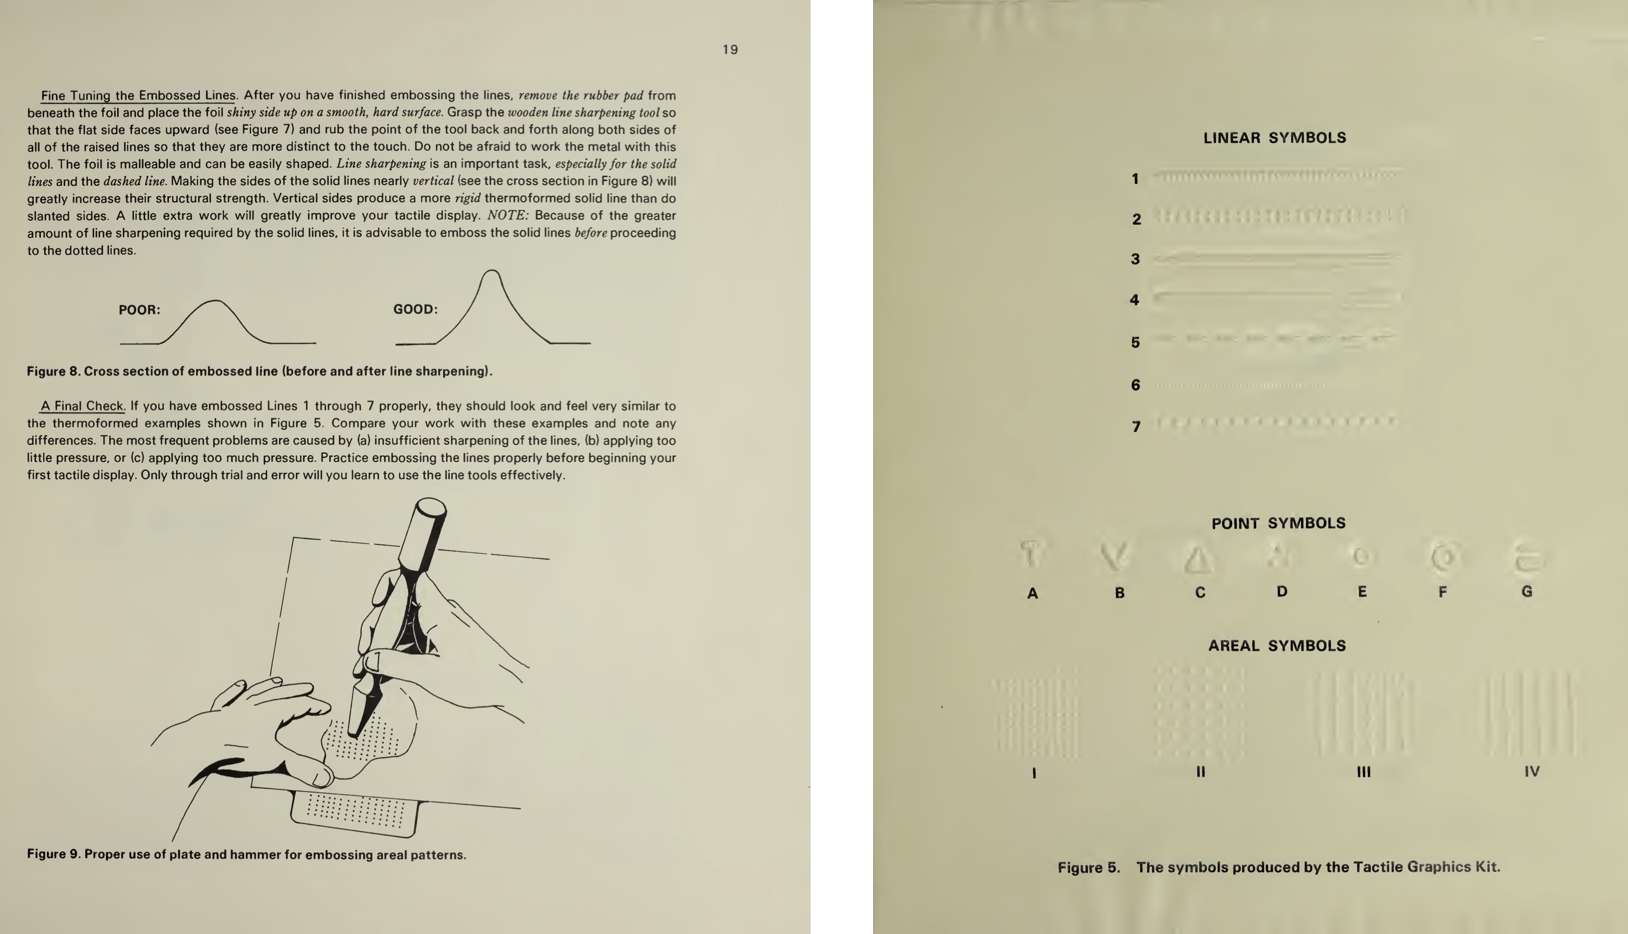 19
Fine Tuning the Embossed Lines. After you have finished embossing the lines, remove the rubber pad from
beneath the foil and place the foil shiny side up on a smooth, hard surface. Grasp the wooden line sharpening tool so
that the flat side faces upward (see Figure 7) and rub the point of the tool back and forth along both sides of
all of the raised lines so that they are more distinct to the touch. Do not be afraid to work the metal with this
tool. The foil is malleable and can be easily shaped. Line sharpening is an important task, especially for the solid
lines and the dashed line. Making the sides of the solid lines nearly vertical (see the cross section in Figure 8) will
greatly increase their structural strength. Vertical sides produce a more rigid thermoformed solid line than do
slanted sides. A little extra work will greatly improve your tactile display. NOTE: Because of the greater
amount of line sharpening required by the solid lines, it is advisable to emboss the solid lines before proceeding
to the dotted lines.
POOR:
GOOD:
Figure 8. Cross section of embossed line (before and after line sharpening).
A Final Check. If you have embossed Lines 1 through 7 properly, they should look and feel very similar to
the thermoformed examples shown in Figure 5. Compare your work with these examples and note any
differences. The most frequent problems are caused by (a) insufficient sharpening of the lines, (b) applying too
little pressure, or (c) applying too much pressure. Practice embossing the lines properly before beginning your
first tactile display. Only through trial and error will you learn to use the line tools effectively.
Figure 9. Proper use of plate and hammer for embossing areal patterns.
LINEAR SYMBOLS
1
2
3
4
5
6
7
POINT SYMBOLS
A B C D E F G
AREAL SYMBOLS
I II III IV
Figure 5. The symbols produced by the Tactile Graphics Kit.